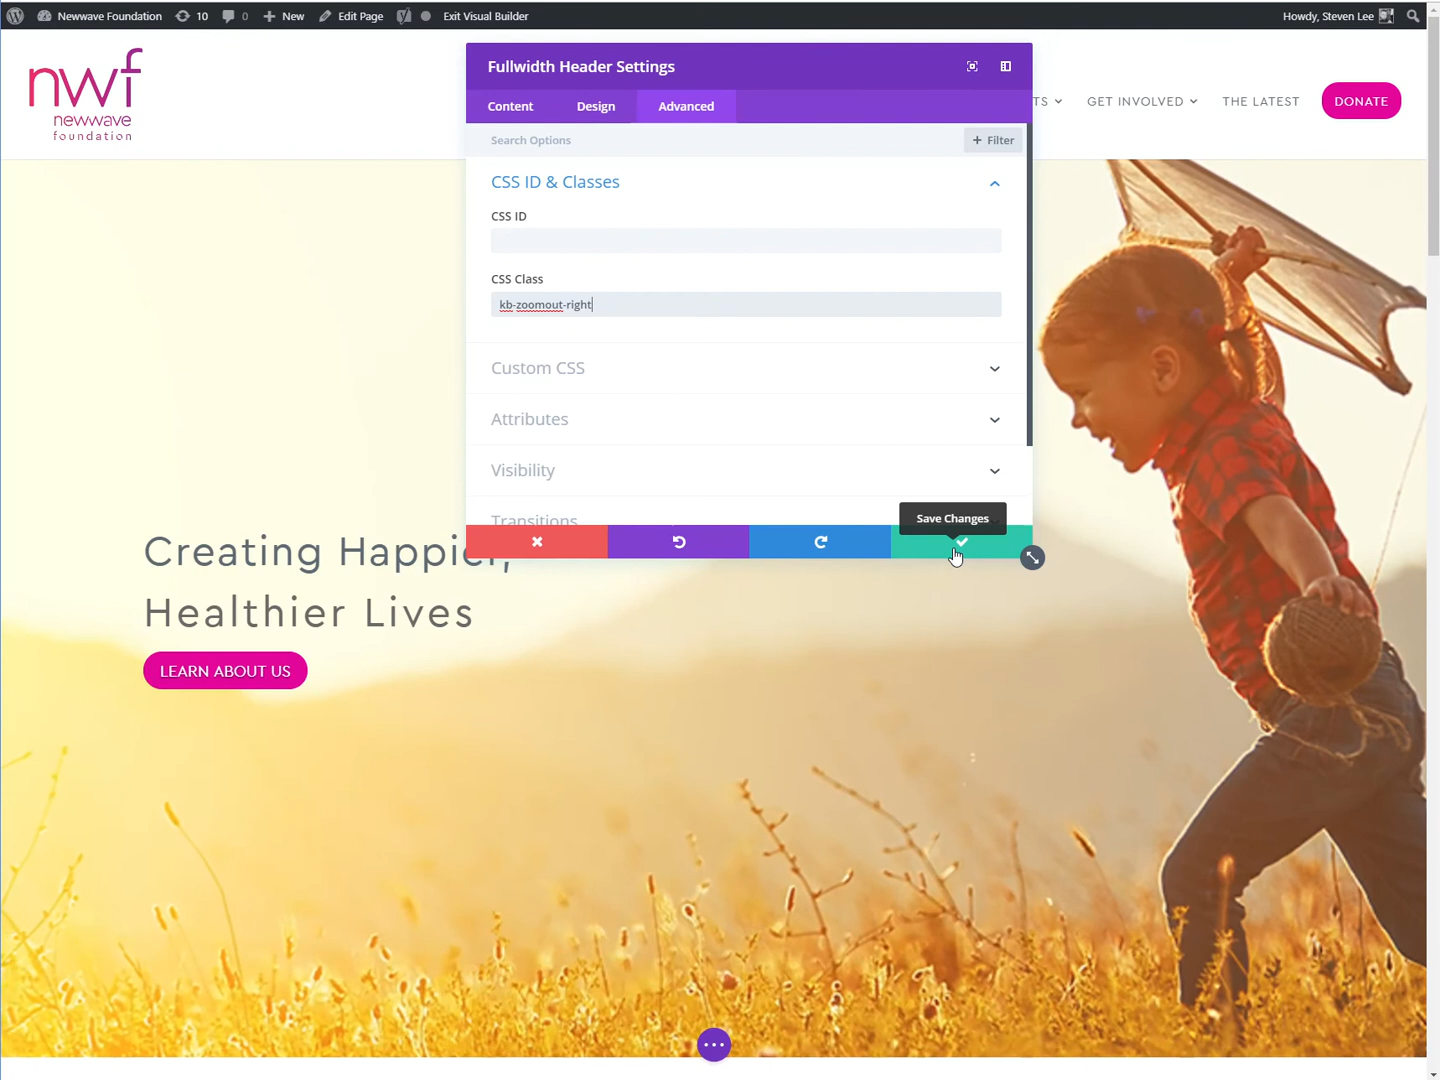 Newwave Foundation 10 0 New Edit Page Exit Visual Builder Howdy, Steven Lee
nwf
newwave
foundation
TS GET INVOLVED THE LATEST DONATE
Fullwidth Header Settings
Content Design Advanced
Search Options + Filter
CSS ID & Classes
CSS ID
CSS Class
kb-zoomout-right
Custom CSS
Attributes
Visibility
Transitions
Save Changes
Creating Happier,
Healthier Lives
LEARN ABOUT US